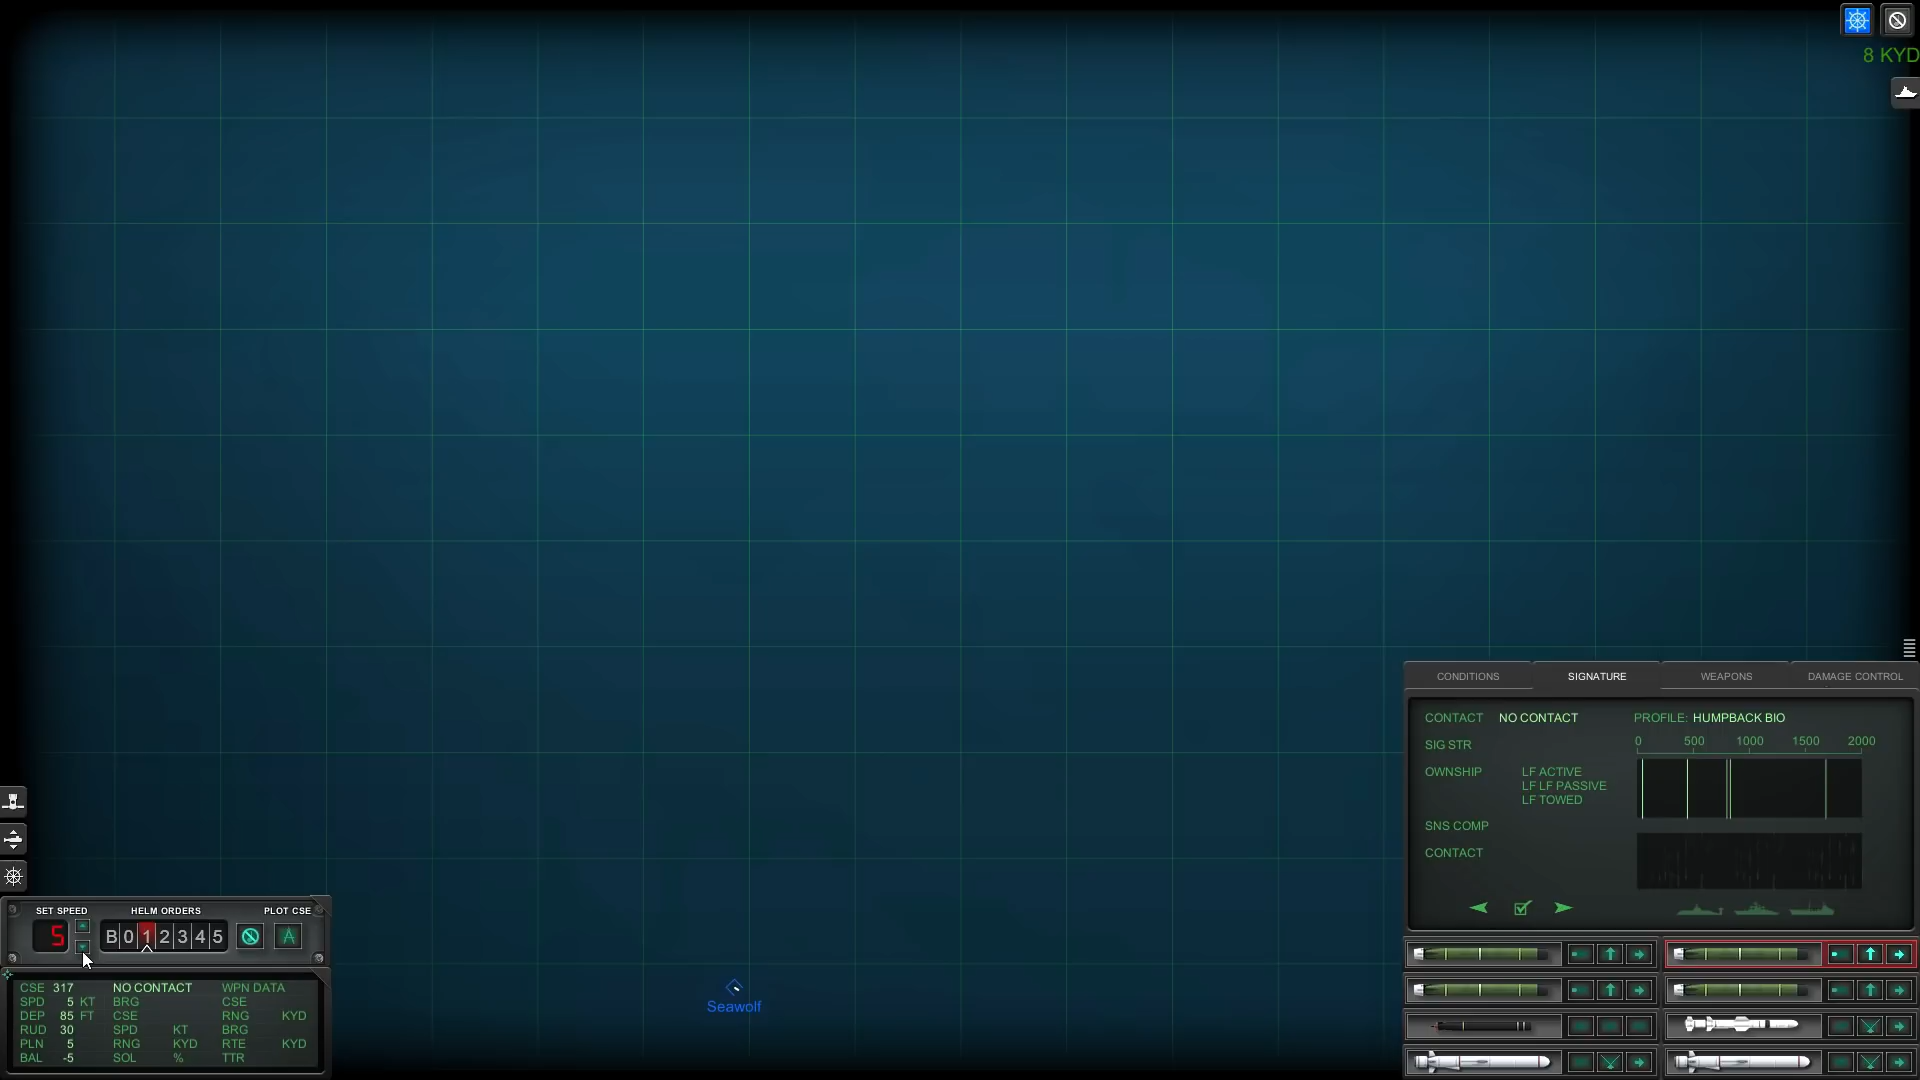 8 KYD
CONDITIONS SIGNATURE WEAPONS DAMAGE CONTROL
CONTACT NO CONTACT PROFILE: HUMPBACK BIO
SIG STR 0 500 1000 1500 2000
OWNSHIP LF ACTIVE
LF LF PASSIVE
LF TOWED
SNS COMP
CONTACT
SET SPEED HELM ORDERS PLOT CSE
5 B 0 1 2 3 4 5
CSE 317 NO CONTACT WPN DATA
SPD 5 KT BRG CSE
DEP 85 FT CSE RNG KYD
RUD 30 SPD KT BRG
PLN 5 RNG KYD RTE KYD
BAL -5 SOL % TTR
Seawolf